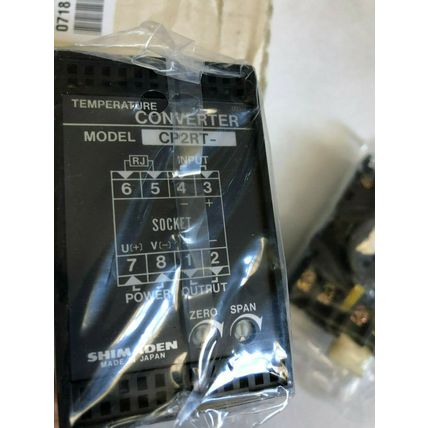 0718
TEMPERATURE
CONVERTER
MODEL CP2RT-
RJ INPUT
6 5 4 3
- +
SOCKET
U(+) V(-) -
7 8 1 2
POWER OUTPUT
ZERO SPAN
SHIMADEN
MADE IN JAPAN